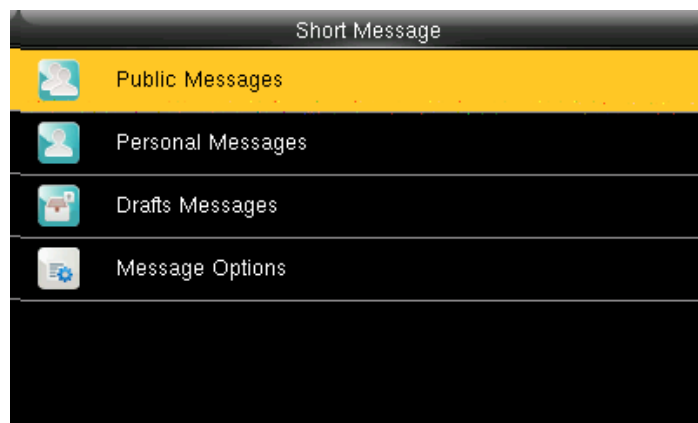 Short Message
Public Messages
Personal Messages
Drafts Messages
Message Options